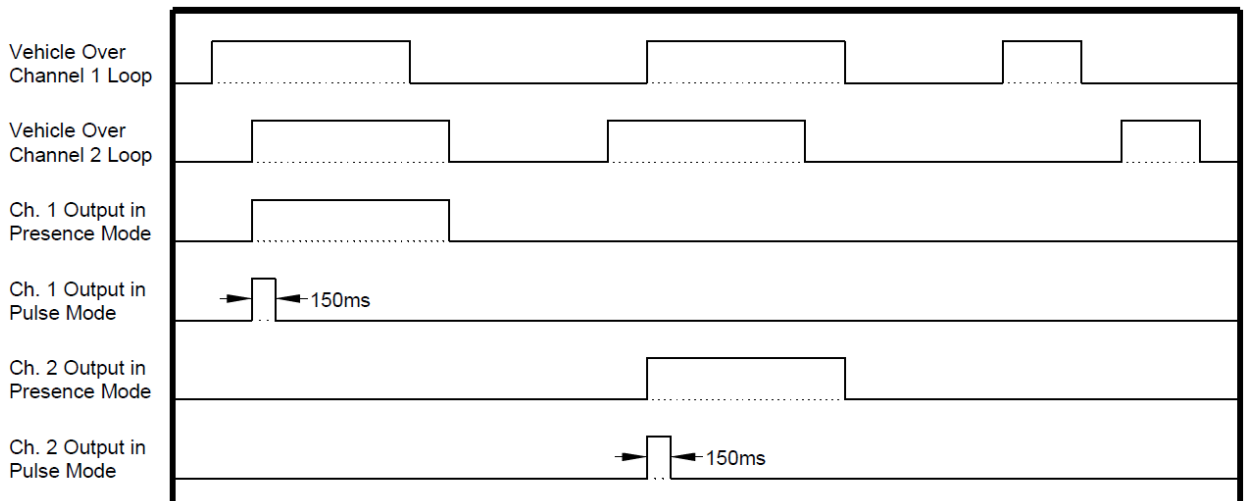 Vehicle Over
Channel 1 Loop
Vehicle Over
Channel 2 Loop
Ch. 1 Output in
Presence Mode
Ch. 1 Output in
Pulse Mode
150ms
Ch. 2 Output in
Presence Mode
Ch. 2 Output in
Pulse Mode
150ms